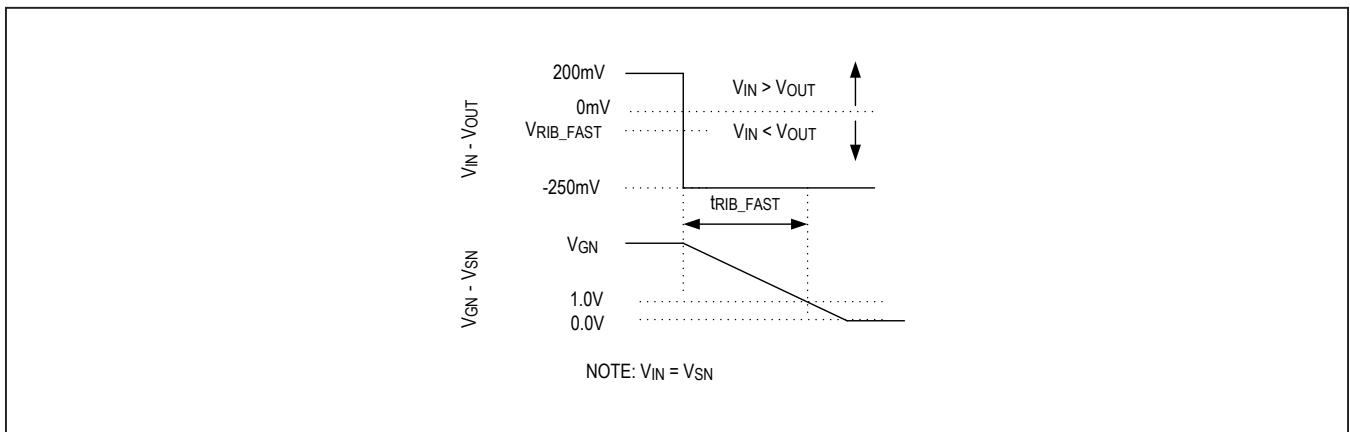 200mV
VIN > VOUT
0mV
VRIB_FAST
VIN < VOUT
VIN - VOUT
-250mV
tRIB_FAST
VGN
VGN - VSN
1.0V
0.0V
NOTE: VIN = VSN